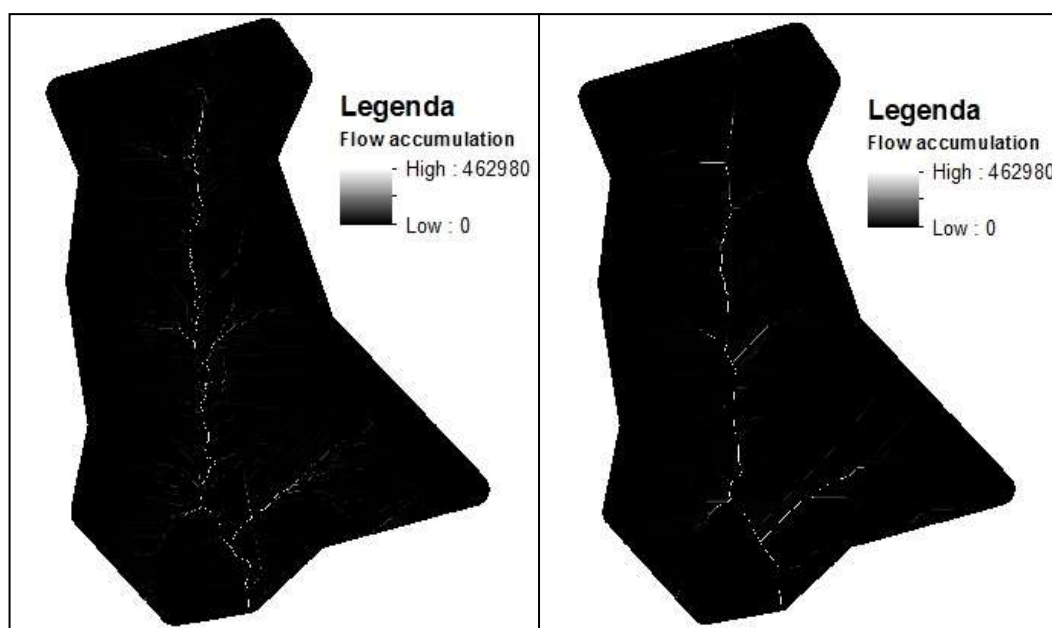 Legenda
Flow accumulation
High : 462980
Low : 0
Legenda
Flow accumulation
High : 462980
Low : 0